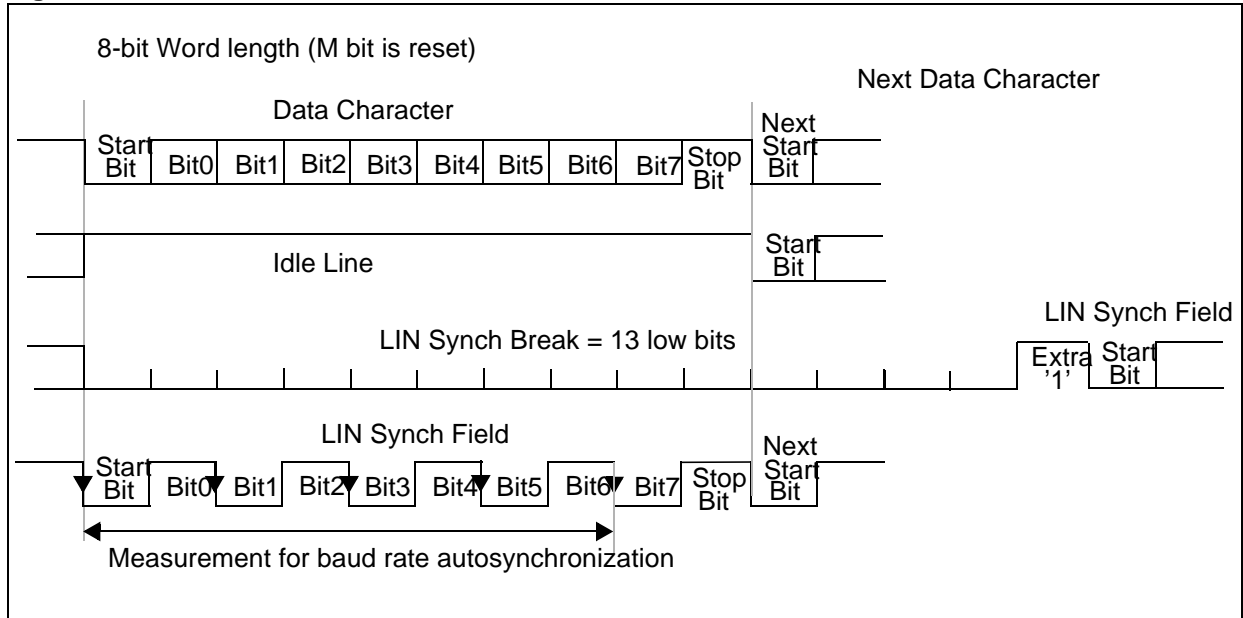 8-bit Word length (M bit is reset)
Next Data Character
Data Character
Start Bit
Bit0
Bit1
Bit2
Bit3
Bit4
Bit5
Bit6
Bit7
Stop Bit
Next Start Bit
Idle Line
Start Bit
LIN Synch Field
LIN Synch Break = 13 low bits
Extra '1'
Start Bit
LIN Synch Field
Start Bit
Bit0
Bit1
Bit2
Bit3
Bit4
Bit5
Bit6
Bit7
Stop Bit
Next Start Bit
Measurement for baud rate autosynchronization